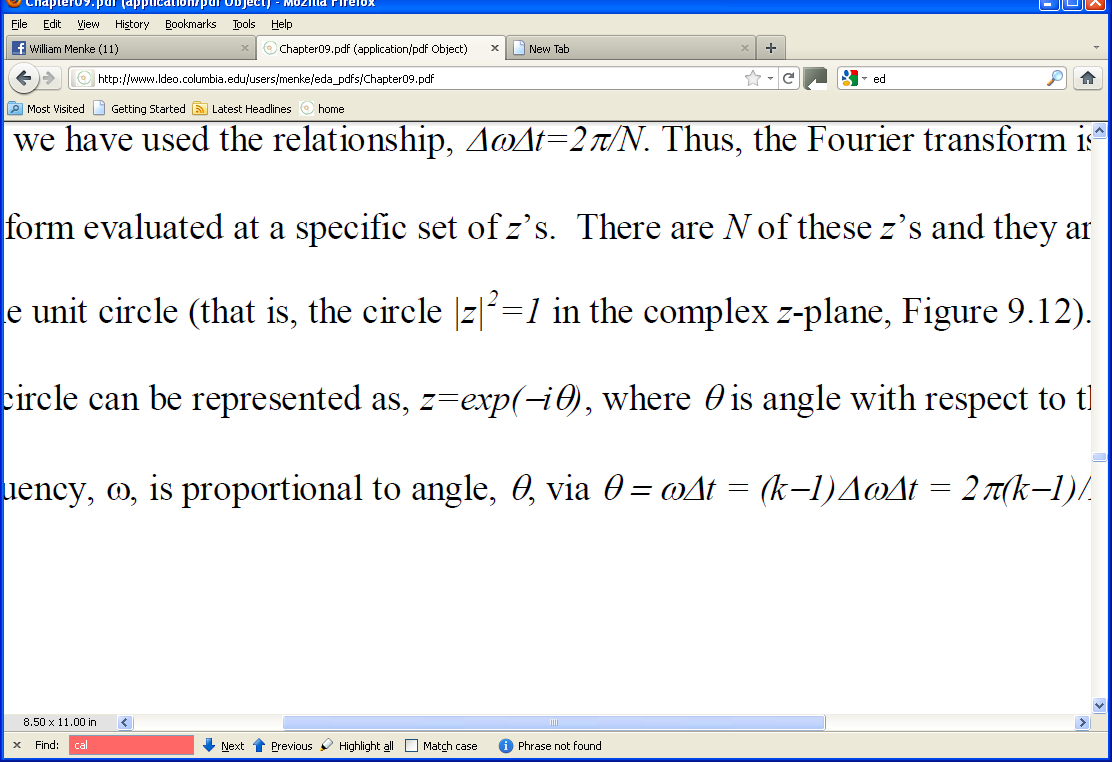 Chapter09.pdf (application/pdf Object) - Mozilla Firefox
File Edit View History Bookmarks Tools Help
William Menke (11) Chapter09.pdf (application/pdf Object) New Tab
http://www.ldeo.columbia.edu/users/menke/eda_pdfs/Chapter09.pdf ed
Most Visited Getting Started Latest Headlines home
we have used the relationship, ΔωΔt=2π/N. Thus, the Fourier transform is
form evaluated at a specific set of z’s. There are N of these z’s and they ar
e unit circle (that is, the circle |z|²=1 in the complex z-plane, Figure 9.12).
circle can be represented as, z=exp(−iθ), where θ is angle with respect to t
uency, ω, is proportional to angle, θ, via θ = ωΔt = (k−1)ΔωΔt = 2π(k−1)/
8.50 x 11.00 in
Find: cal Next Previous Highlight all Match case Phrase not found